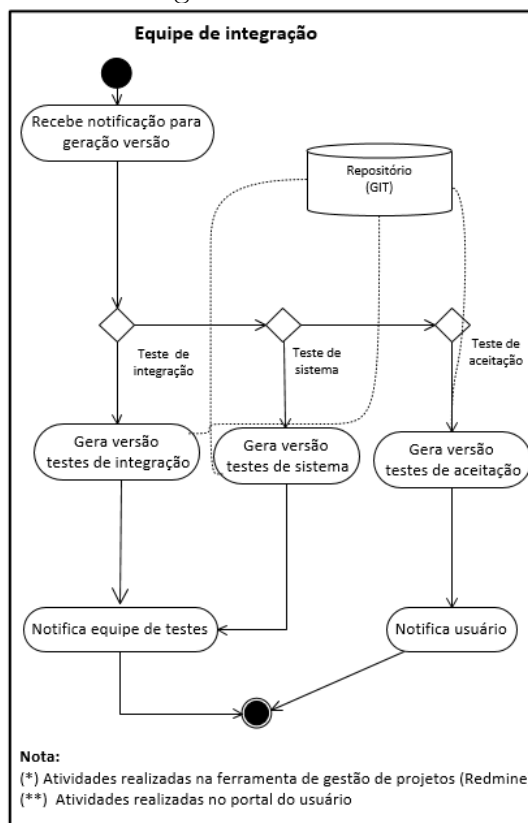 Equipe de integração
Recebe notificação para
geração versão
Repositório
(GIT)
Teste de
integração
Teste de
sistema
Teste de
aceitação
Gera versão
testes de integração
Gera versão
testes de sistema
Gera versão
testes de aceitação
Notifica equipe de testes
Notifica usuário
Nota:
(*) Atividades realizadas na ferramenta de gestão de projetos (Redmine
(**) Atividades realizadas no portal do usuário